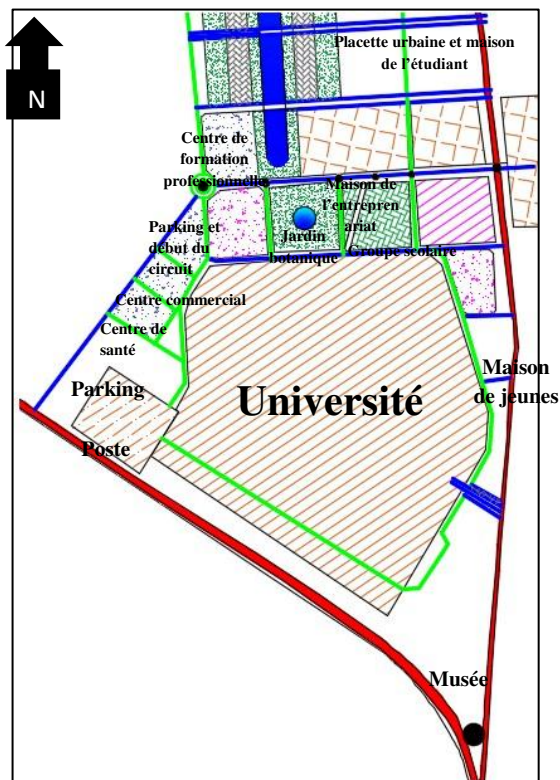 Placette urbaine et maison
de l'étudiant
N
Centre de
formation
professionnelle
Maison de
l'entrepren
ariat
Parking et
début du
circuit
Jardin
botanique
Groupe scolaire
Centre commercial
Centre de
santé
Maison
de jeunes
Parking
Université
Poste
Musée